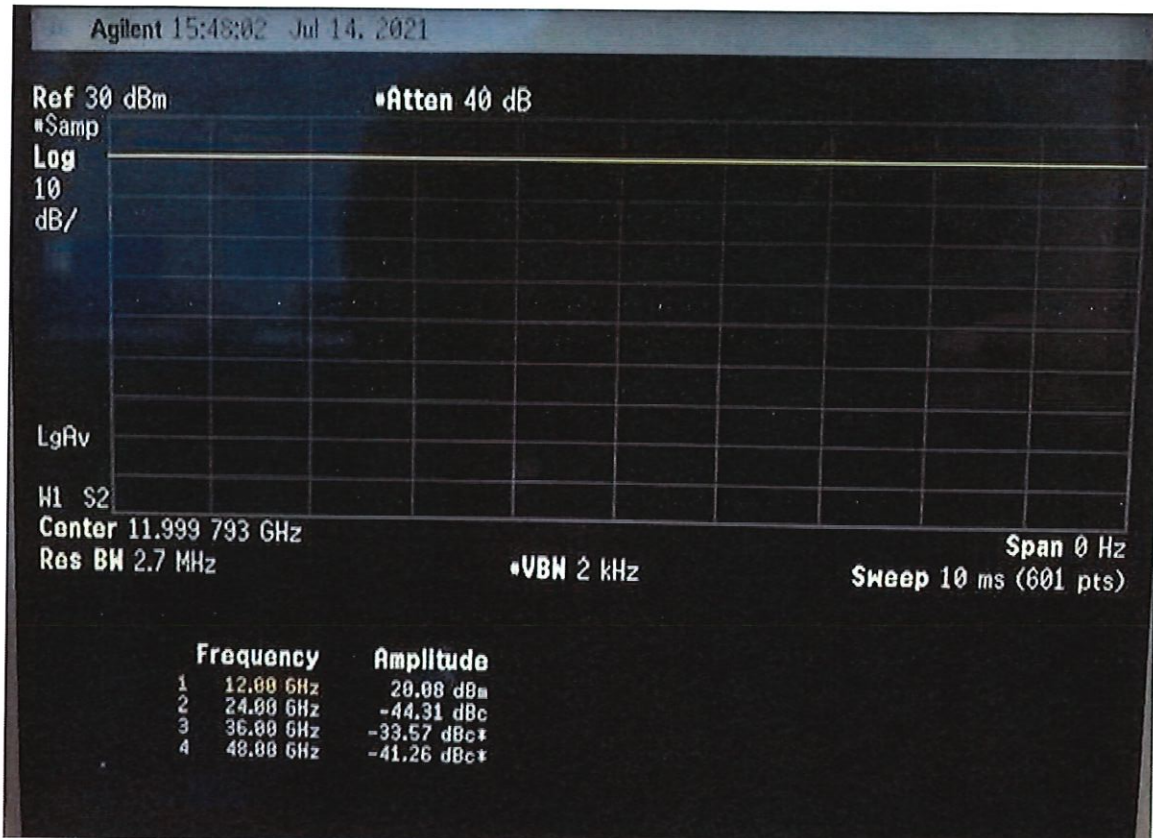 Agilent 15:48:02 Jul 14, 2021
Ref 30 dBm #Atten 40 dB
#Samp
Log
10
dB/
LgAv
W1 S2
Center 11.999 793 GHz Span 0 Hz
Res BW 2.7 MHz #VBW 2 kHz Sweep 10 ms (601 pts)
Frequency Amplitude
1 12.00 GHz 20.08 dBm
2 24.00 GHz -44.31 dBc
3 36.00 GHz -33.57 dBc*
4 48.00 GHz -41.26 dBc*